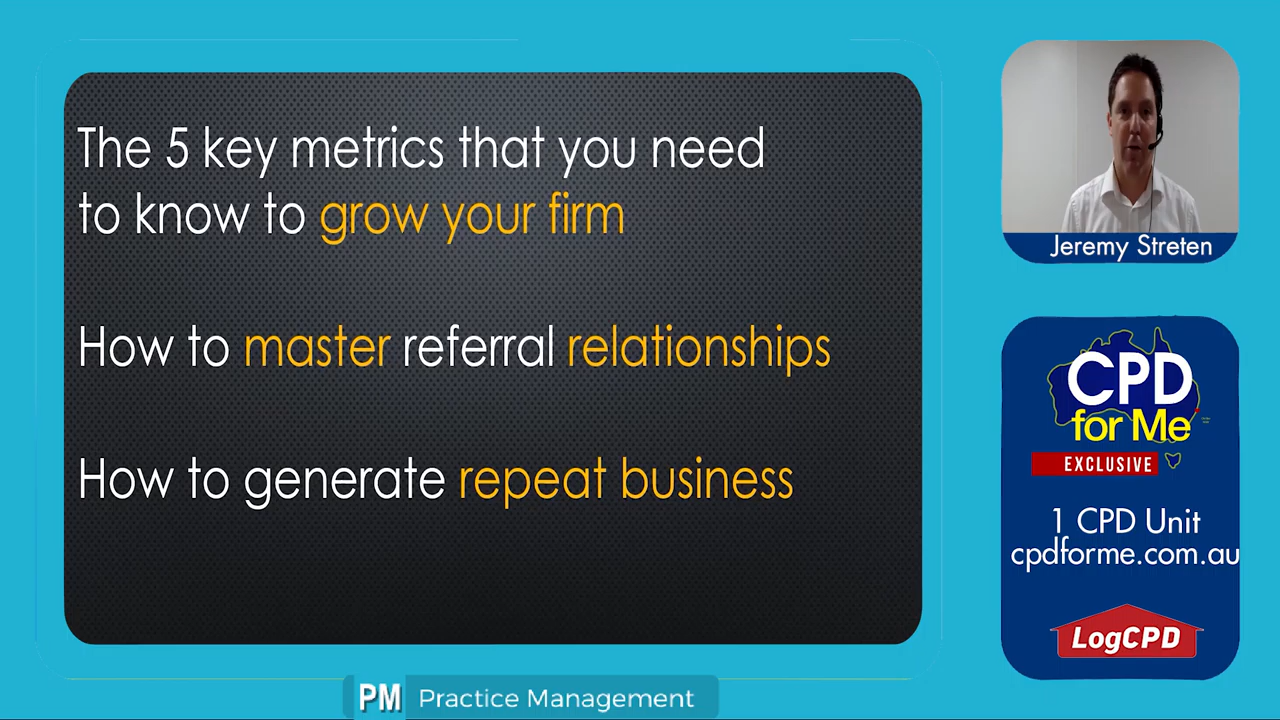 The 5 key metrics that you need
to know to grow your firm
How to master referral relationships
How to generate repeat business
Jeremy Streten
CPD
for Me
EXCLUSIVE
1 CPD Unit
cpdforme.com.au
LogCPD
PM Practice Management